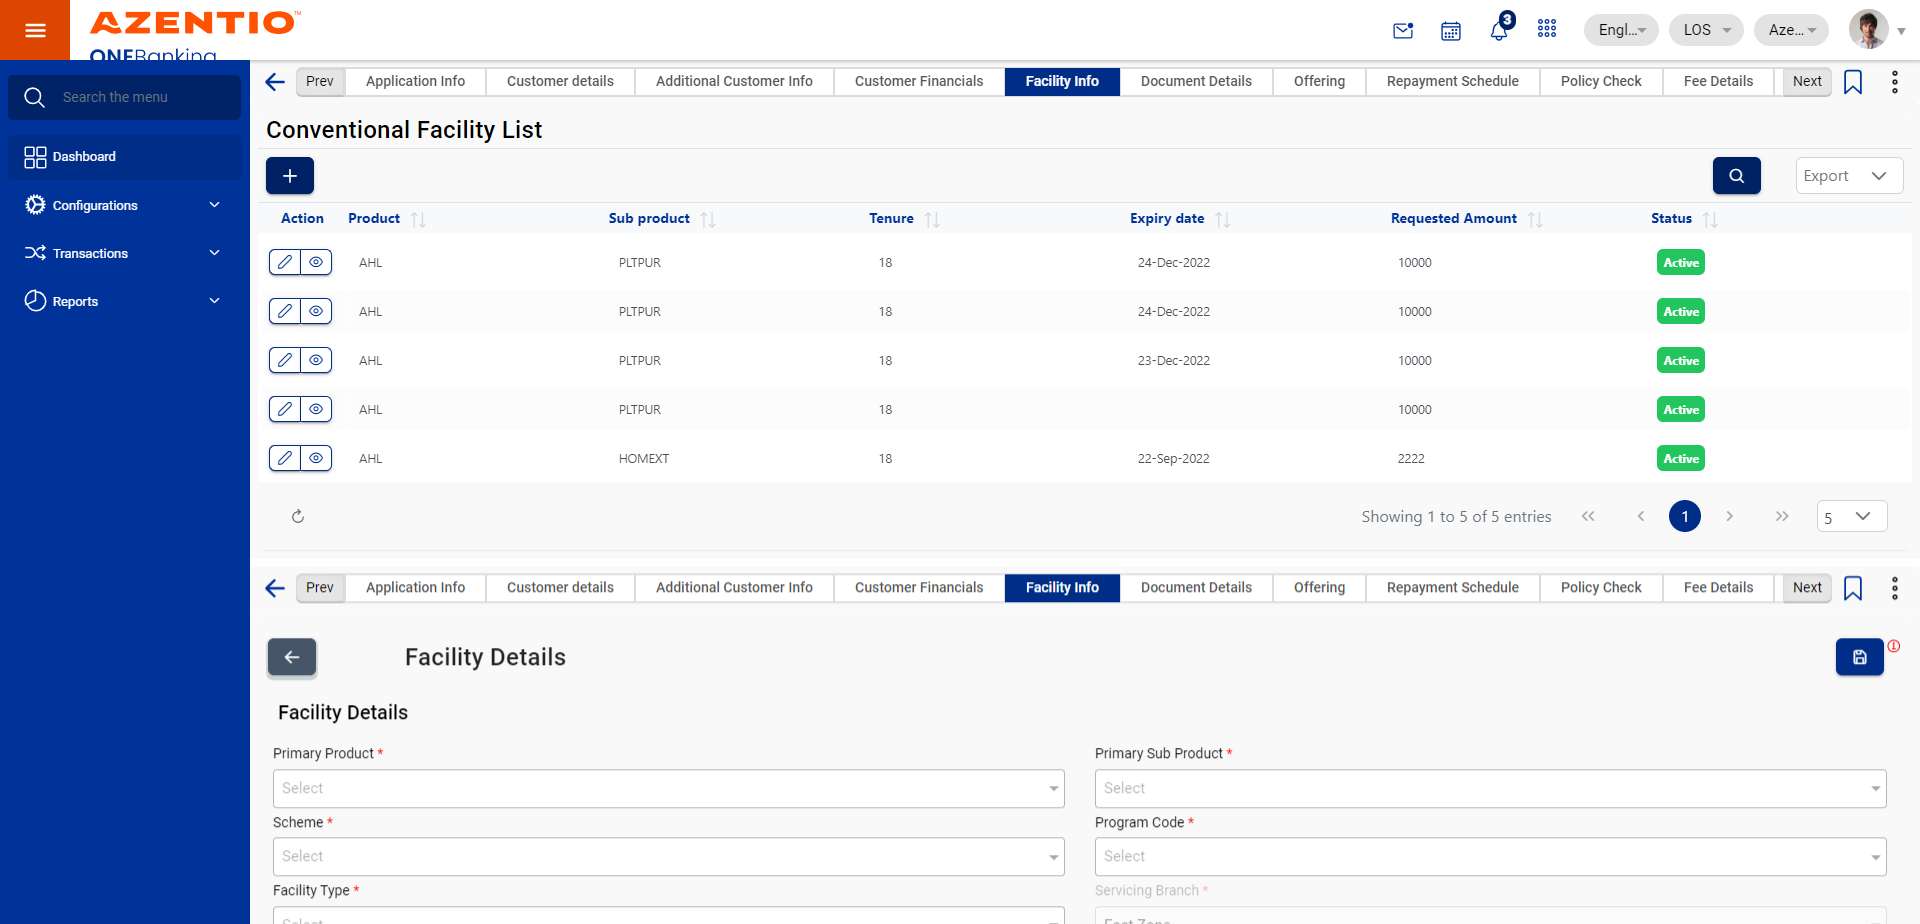 AZENTIO™
ONEBanking
3
Engl...
LOS
Aze...
Search the menu
Dashboard
Configurations
Transactions
Reports
Prev
Application Info
Customer details
Additional Customer Info
Customer Financials
Facility Info
Document Details
Offering
Repayment Schedule
Policy Check
Fee Details
Next
Conventional Facility List
Export
Action Product Sub product Tenure Expiry date Requested Amount Status
AHL PLTPUR 18 24-Dec-2022 10000 Active
AHL PLTPUR 18 24-Dec-2022 10000 Active
AHL PLTPUR 18 23-Dec-2022 10000 Active
AHL PLTPUR 18 10000 Active
AHL HOMEXT 18 22-Sep-2022 2222 Active
Showing 1 to 5 of 5 entries
1
5
Prev
Application Info
Customer details
Additional Customer Info
Customer Financials
Facility Info
Document Details
Offering
Repayment Schedule
Policy Check
Fee Details
Next
Facility Details
Facility Details
Primary Product *
Select
Primary Sub Product *
Select
Scheme *
Select
Program Code *
Select
Facility Type *
Select
Servicing Branch *
East Zone